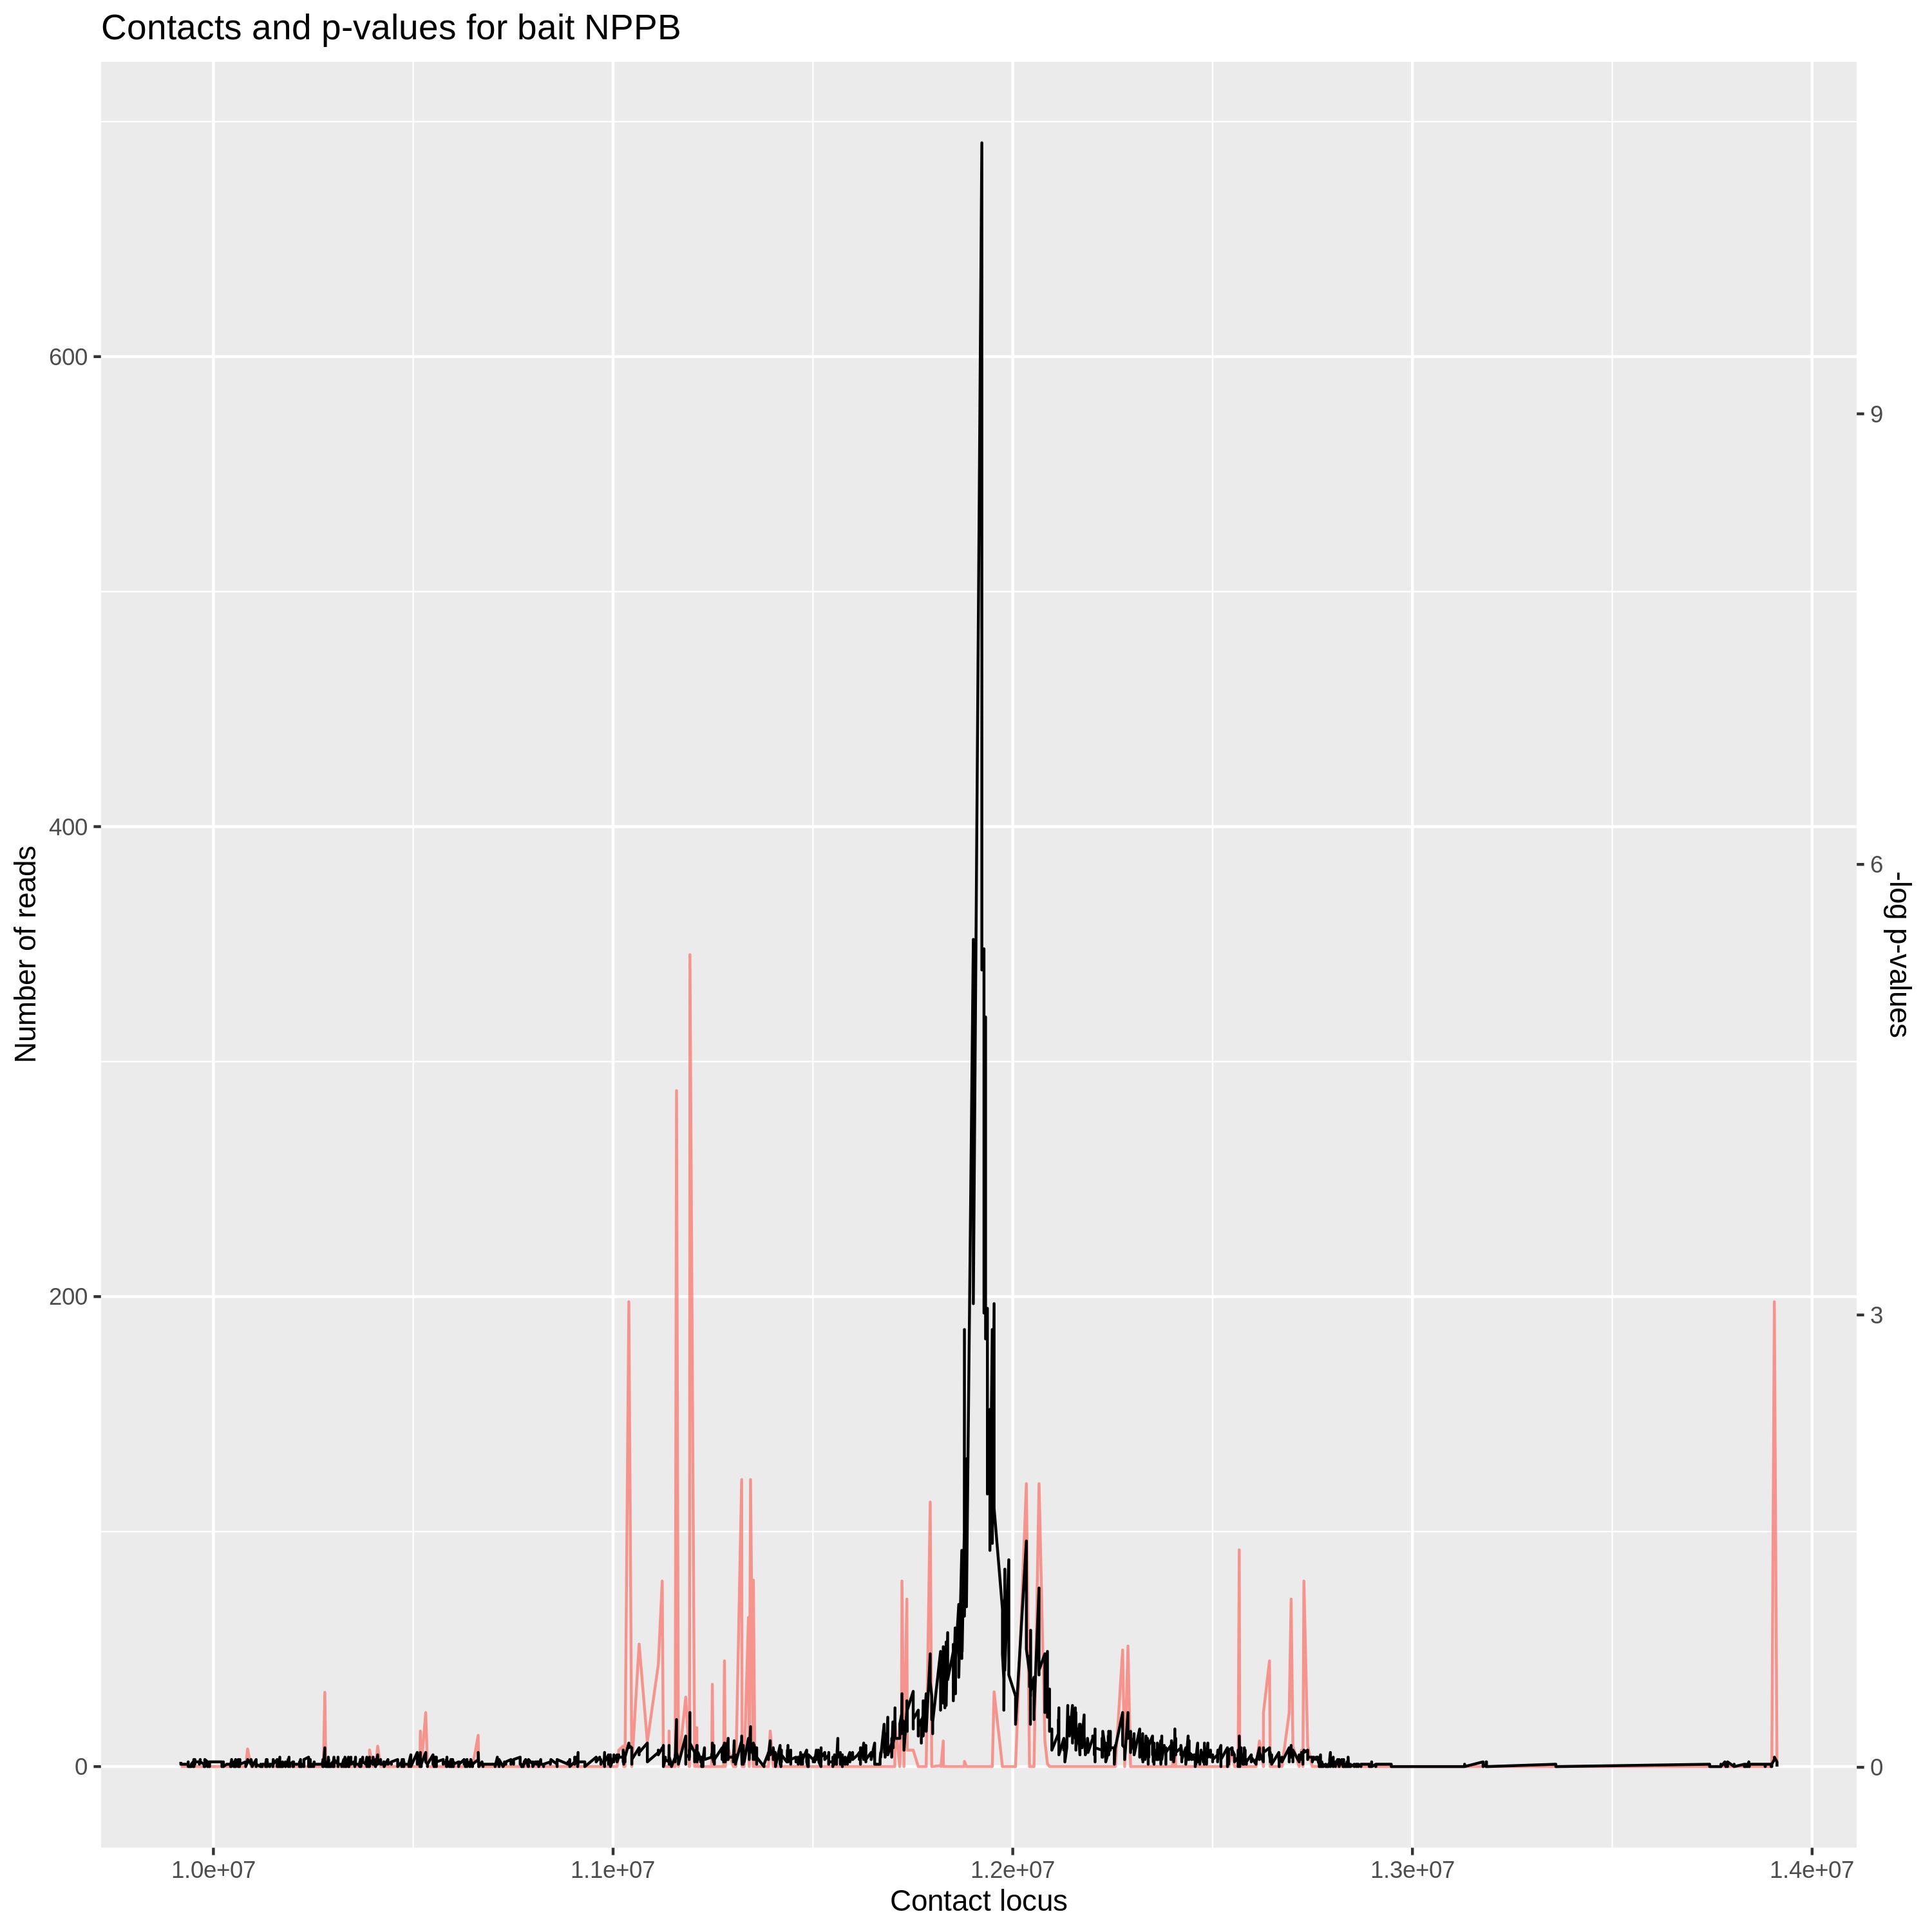 Contacts and p-values for bait NPPB
600
400
200
0
9
6
3
0
Number of reads
-log p-values
1.0e+07
1.1e+07
1.2e+07
1.3e+07
1.4e+07
Contact locus